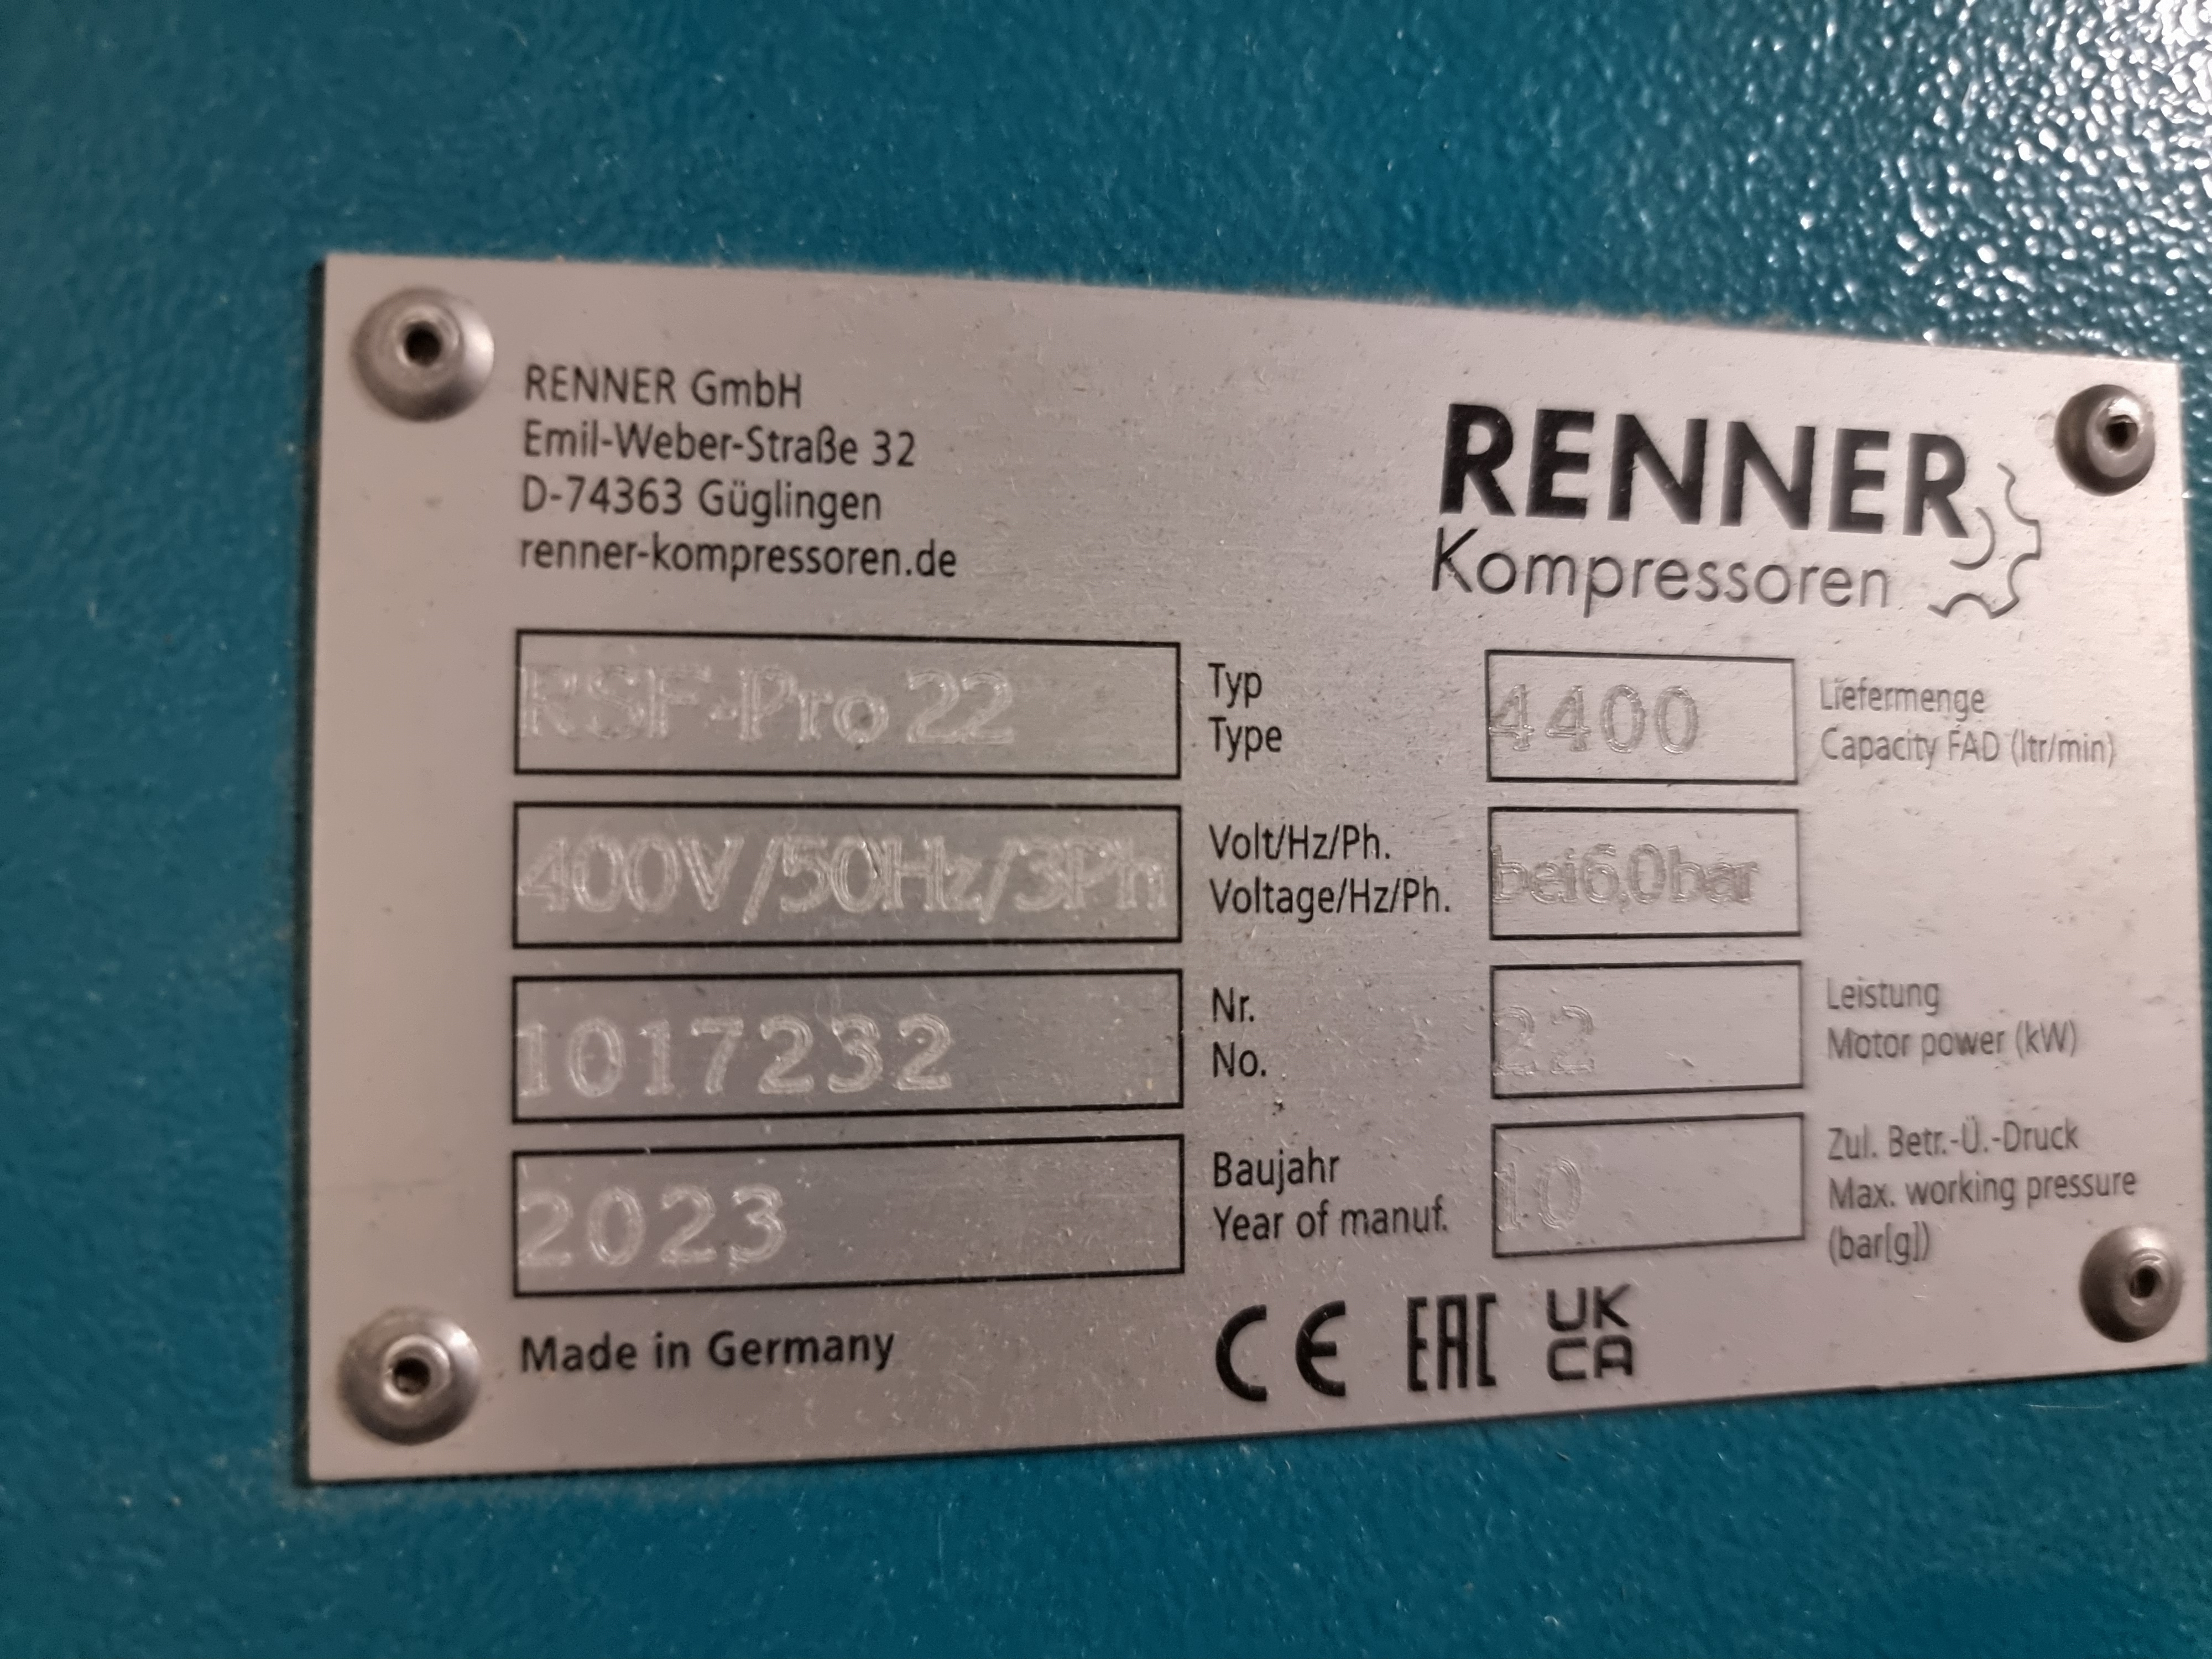 RENNER GmbH
Emil-Weber-Straße 32
D-74363 Güglingen
renner-kompressoren.de
RENNER
Kompressoren
RSF-Pro 22
Typ
Type
4400
Liefermenge
Capacity FAD (ltr/min)
400V/50Hz/3Ph
Volt/Hz/Ph.
Voltage/Hz/Ph.
bei6,0bar
1017232
Nr.
No.
22
Leistung
Motor power (kW)
2023
Baujahr
Year of manuf.
10
Zul. Betr.-Ü.-Druck
Max. working pressure
(bar[g])
Made in Germany
CE EAC UK
CA